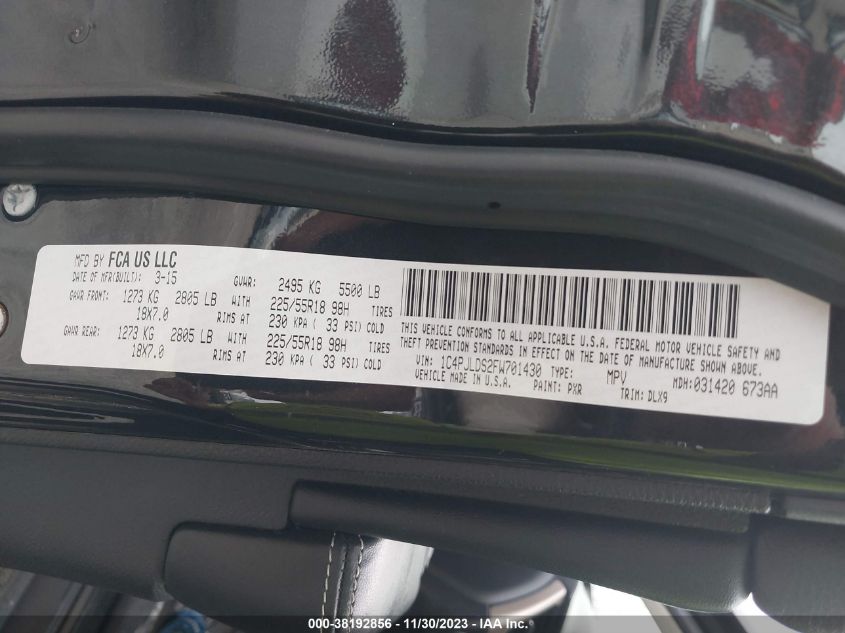 MFD BY FCA US LLC
DATE OF MFR(BUILT): 3-15 GVWR: 2495 KG 5500 LB
GAWR FRONT: 1273 KG 2805 LB WITH 225/55R18 98H TIRES
18X7.0 RIMS AT 230 KPA ( 33 PSI) COLD
GAWR REAR: 1273 KG 2805 LB WITH 225/55R18 98H TIRES
18X7.0 RIMS AT 230 KPA ( 33 PSI) COLD
THIS VEHICLE CONFORMS TO ALL APPLICABLE U.S.A. FEDERAL MOTOR VEHICLE SAFETY AND
THEFT PREVENTION STANDARDS IN EFFECT ON THE DATE OF MANUFACTURE SHOWN ABOVE.
VIN: 1C4PJLDS2FW701430 TYPE: MPV MDH: 031420 673AA
VEHICLE MADE IN U.S.A. PAINT: PXR TRIM: DLX9
000-38192856 - 11/30/2023 - IAA Inc.